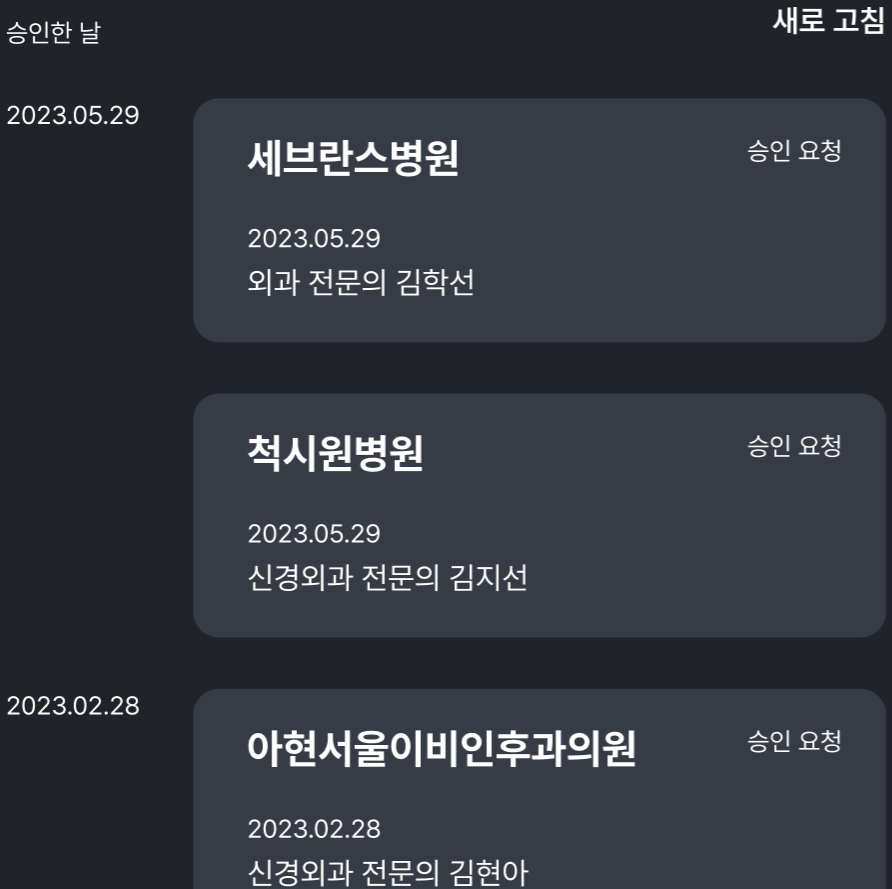 승인한 날
새로 고침
2023.05.29
세브란스병원
승인 요청
2023.05.29
외과 전문의 김학선
척시원병원
승인 요청
2023.05.29
신경외과 전문의 김지선
2023.02.28
아현서울이비인후과의원
승인 요청
2023.02.28
신경외과 전문의 김현아